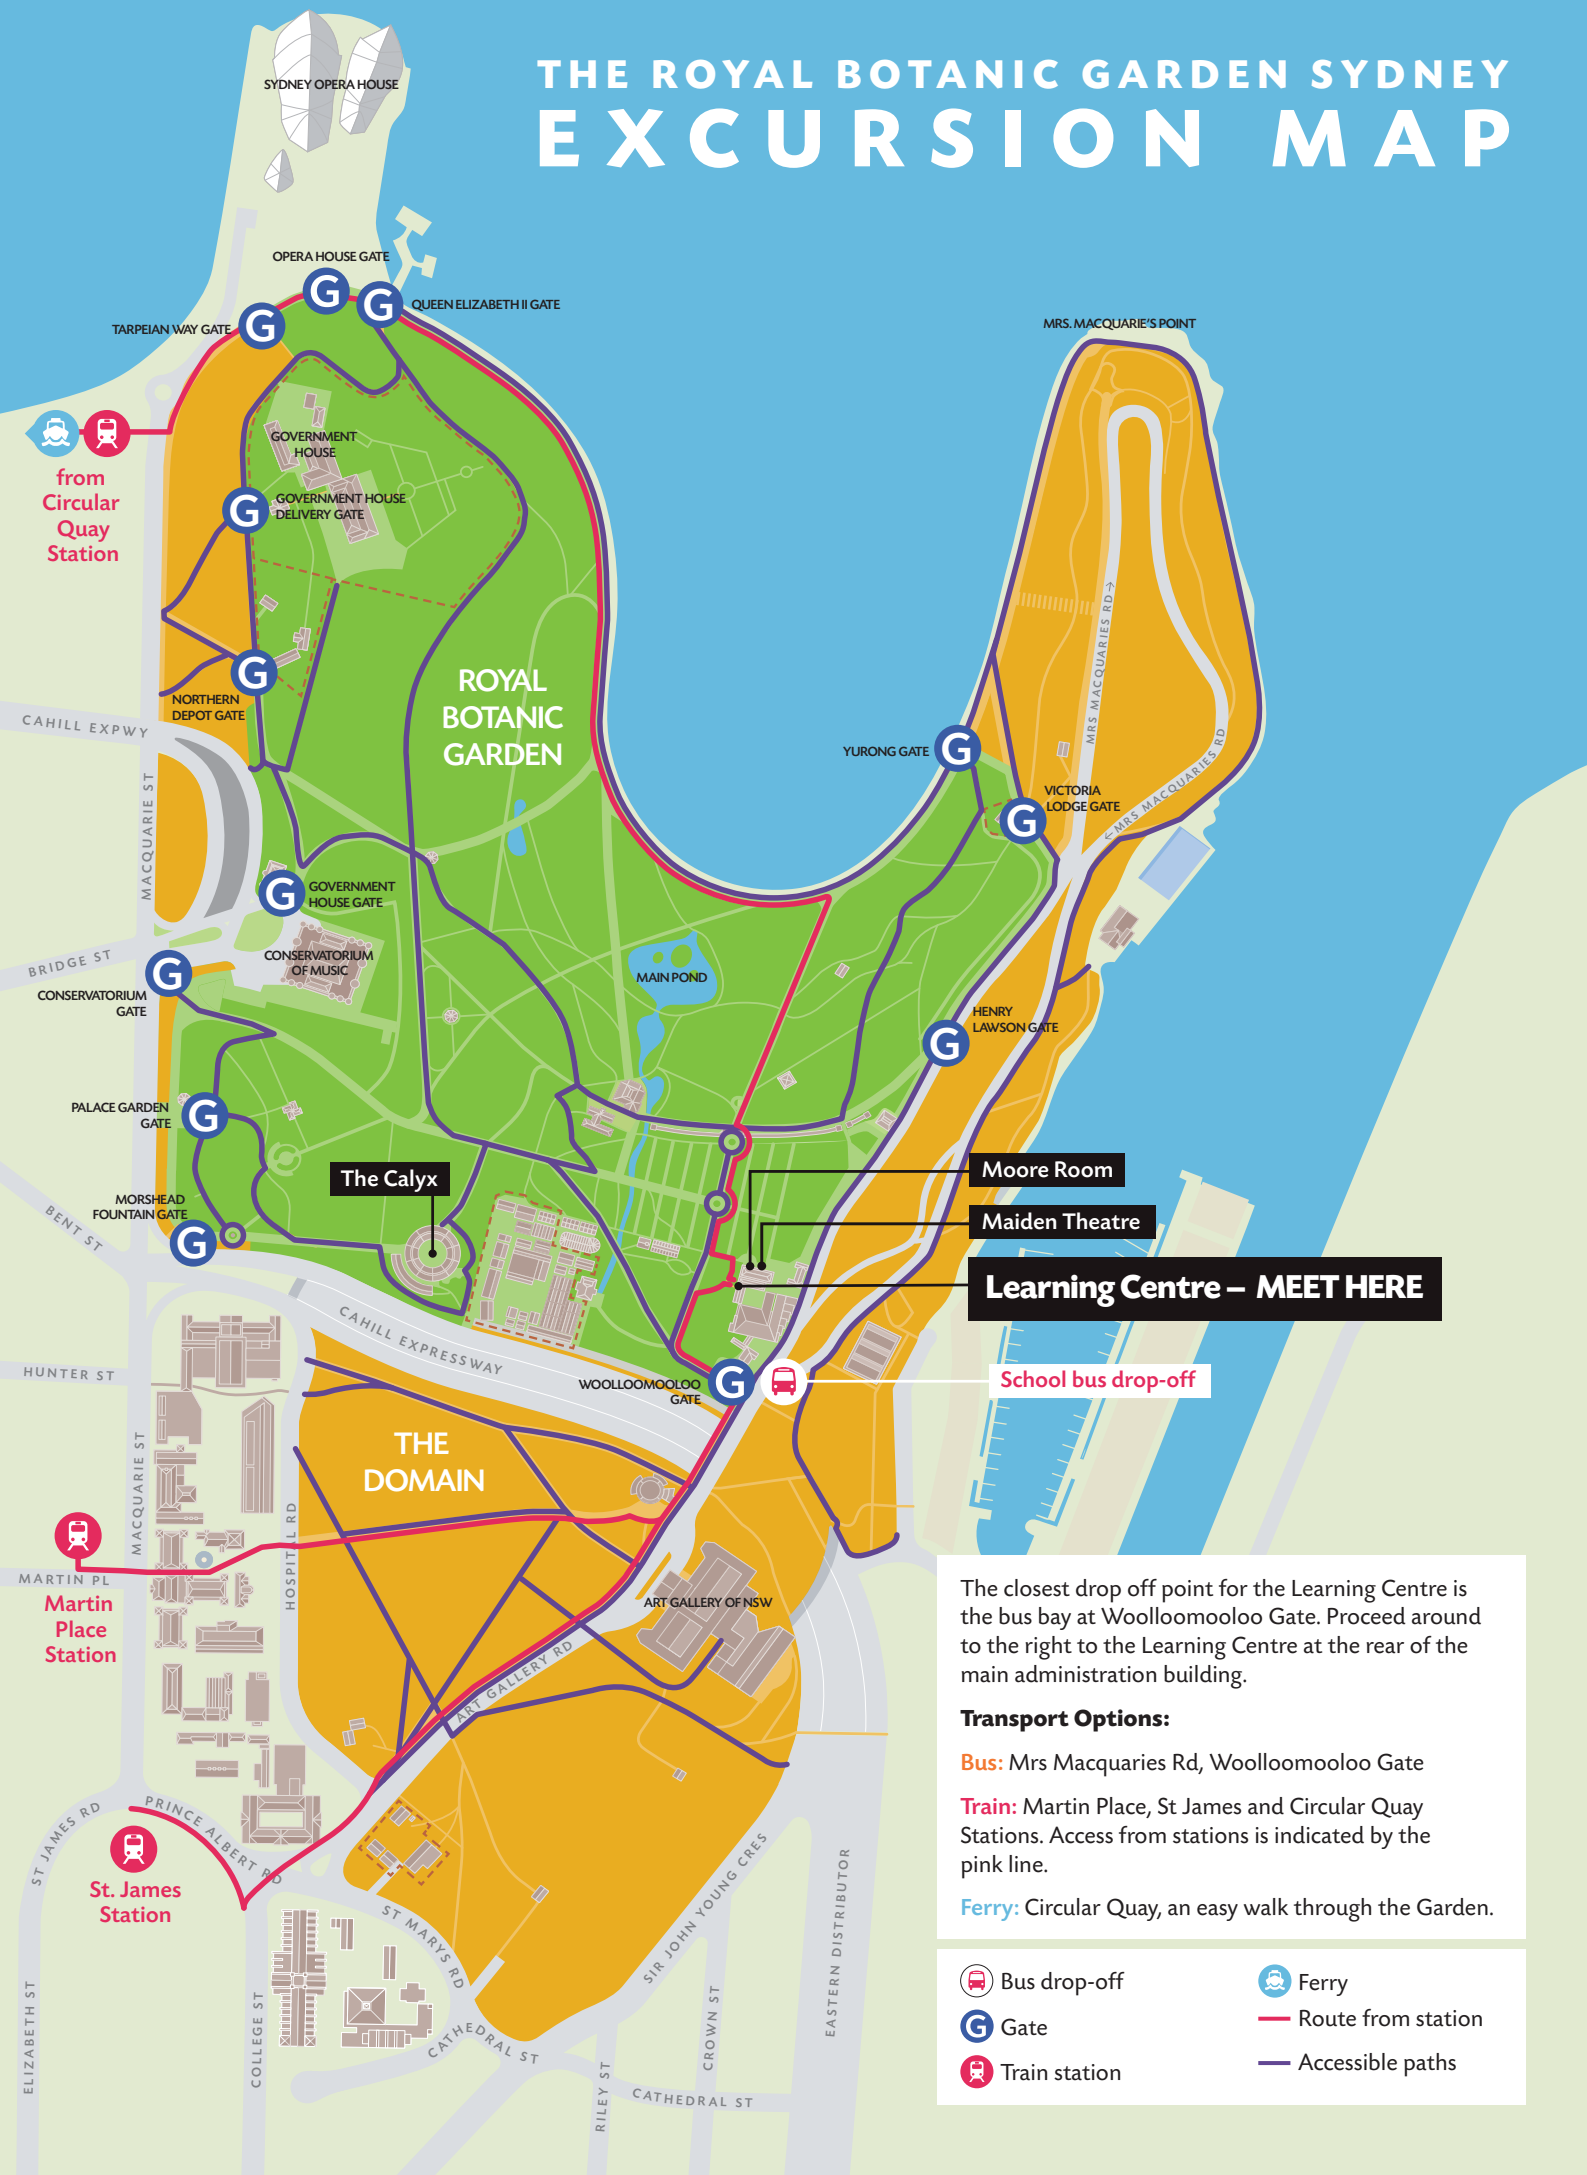 THE ROYAL BOTANIC GARDEN SYDNEY
EXCURSION MAP
SYDNEY OPERA HOUSE
OPERA HOUSE GATE
G
G
QUEEN ELIZABETH II GATE
TARPEIAN WAY GATE
G
MRS. MACQUARIE'S POINT
from
Circular
Quay
Station
GOVERNMENT
HOUSE
G
GOVERNMENT HOUSE
DELIVERY GATE
MRS MACQUARIES RD →
G
NORTHERN
DEPOT GATE
ROYAL
BOTANIC
GARDEN
CAHILL EXPWY
YURONG GATE
G
VICTORIA
LODGE GATE
G
← MRS MACQUARIES RD
MACQUARIE ST
G
GOVERNMENT
HOUSE GATE
CONSERVATORIUM
OF MUSIC
BRIDGE ST
G
CONSERVATORIUM
GATE
MAIN POND
HENRY
LAWSON GATE
G
PALACE GARDEN
GATE
G
The Calyx
Moore Room
MORSHEAD
FOUNTAIN GATE
G
Maiden Theatre
BENT ST
Learning Centre – MEET HERE
CAHILL EXPRESSWAY
HUNTER ST
WOOLLOOMOOLOO
GATE
G
School bus drop-off
THE
DOMAIN
MACQUARIE ST
HOSPITAL RD
MARTIN PL
Martin
Place
Station
ART GALLERY OF NSW
ART GALLERY RD
The closest drop off point for the Learning Centre is
the bus bay at Woolloomooloo Gate. Proceed around
to the right to the Learning Centre at the rear of the
main administration building.
Transport Options:
Bus: Mrs Macquaries Rd, Woolloomooloo Gate
Train: Martin Place, St James and Circular Quay
Stations. Access from stations is indicated by the
pink line.
Ferry: Circular Quay, an easy walk through the Garden.
ST JAMES RD
PRINCE ALBERT RD
St. James
Station
ST MARYS RD
SIR JOHN YOUNG CRES
EASTERN DISTRIBUTOR
ELIZABETH ST
COLLEGE ST
CATHEDRAL ST
CROWN ST
RILEY ST
CATHEDRAL ST
Bus drop-off
G
Gate
Train station
Ferry
Route from station
Accessible paths